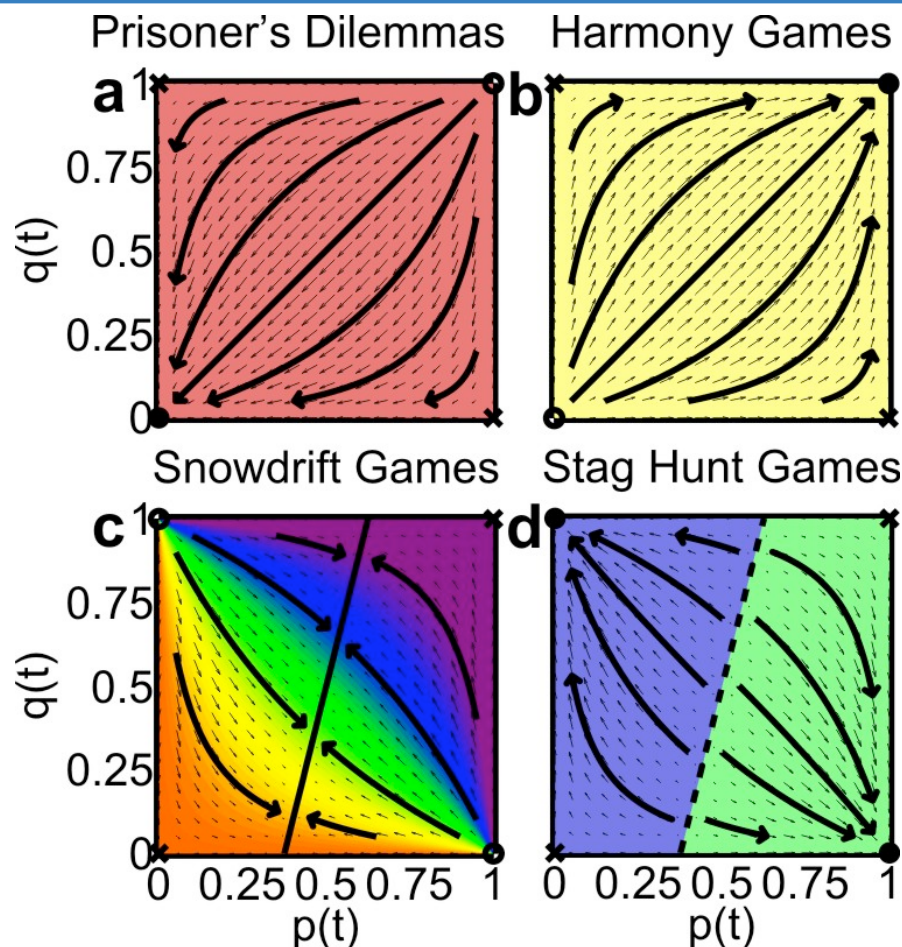 Prisoner's Dilemmas Harmony Games
a b
1
0.75
0.5
0.25
0
q(t)
Snowdrift Games Stag Hunt Games
c d
1
0.75
0.5
0.25
0
q(t)
0 0.25 0.5 0.75 1 0 0.25 0.5 0.75 1
p(t) p(t)